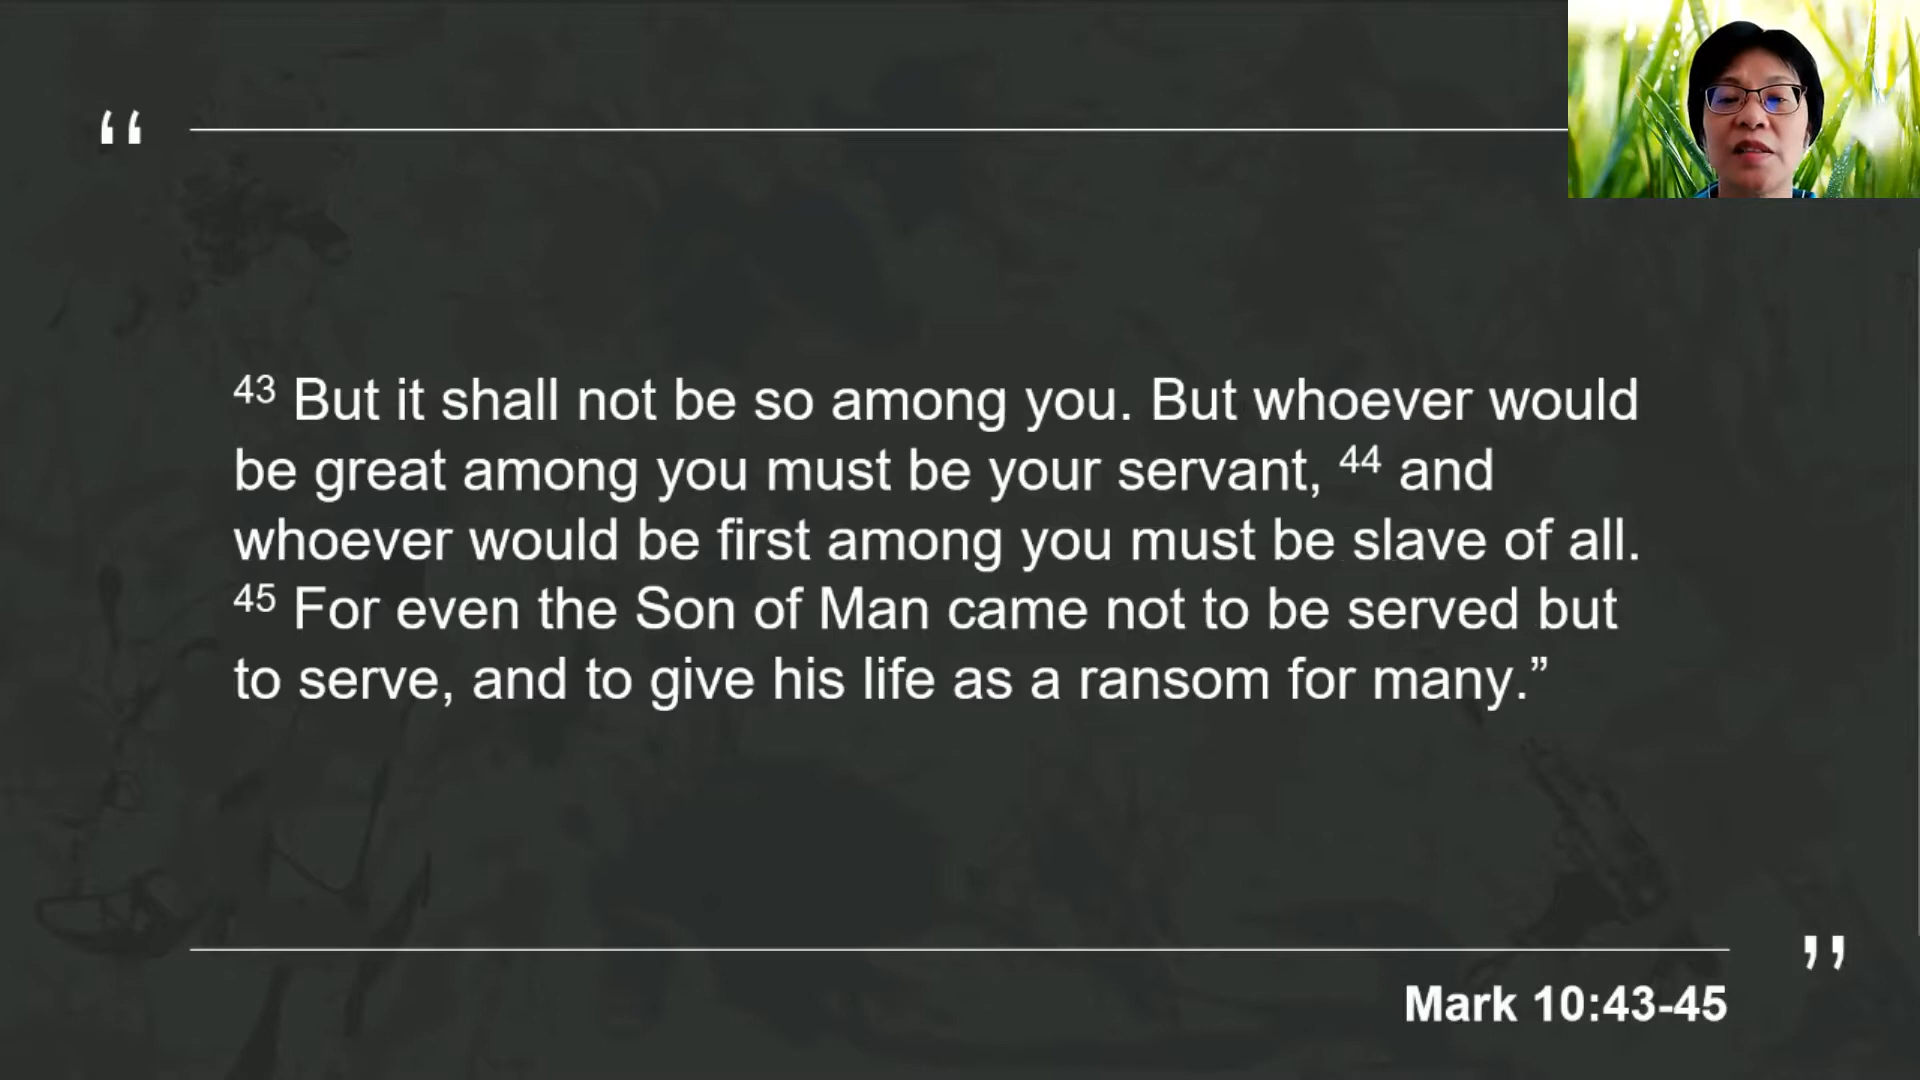 “
43 But it shall not be so among you. But whoever would
be great among you must be your servant, 44 and
whoever would be first among you must be slave of all.
45 For even the Son of Man came not to be served but
to serve, and to give his life as a ransom for many.”
”
Mark 10:43-45